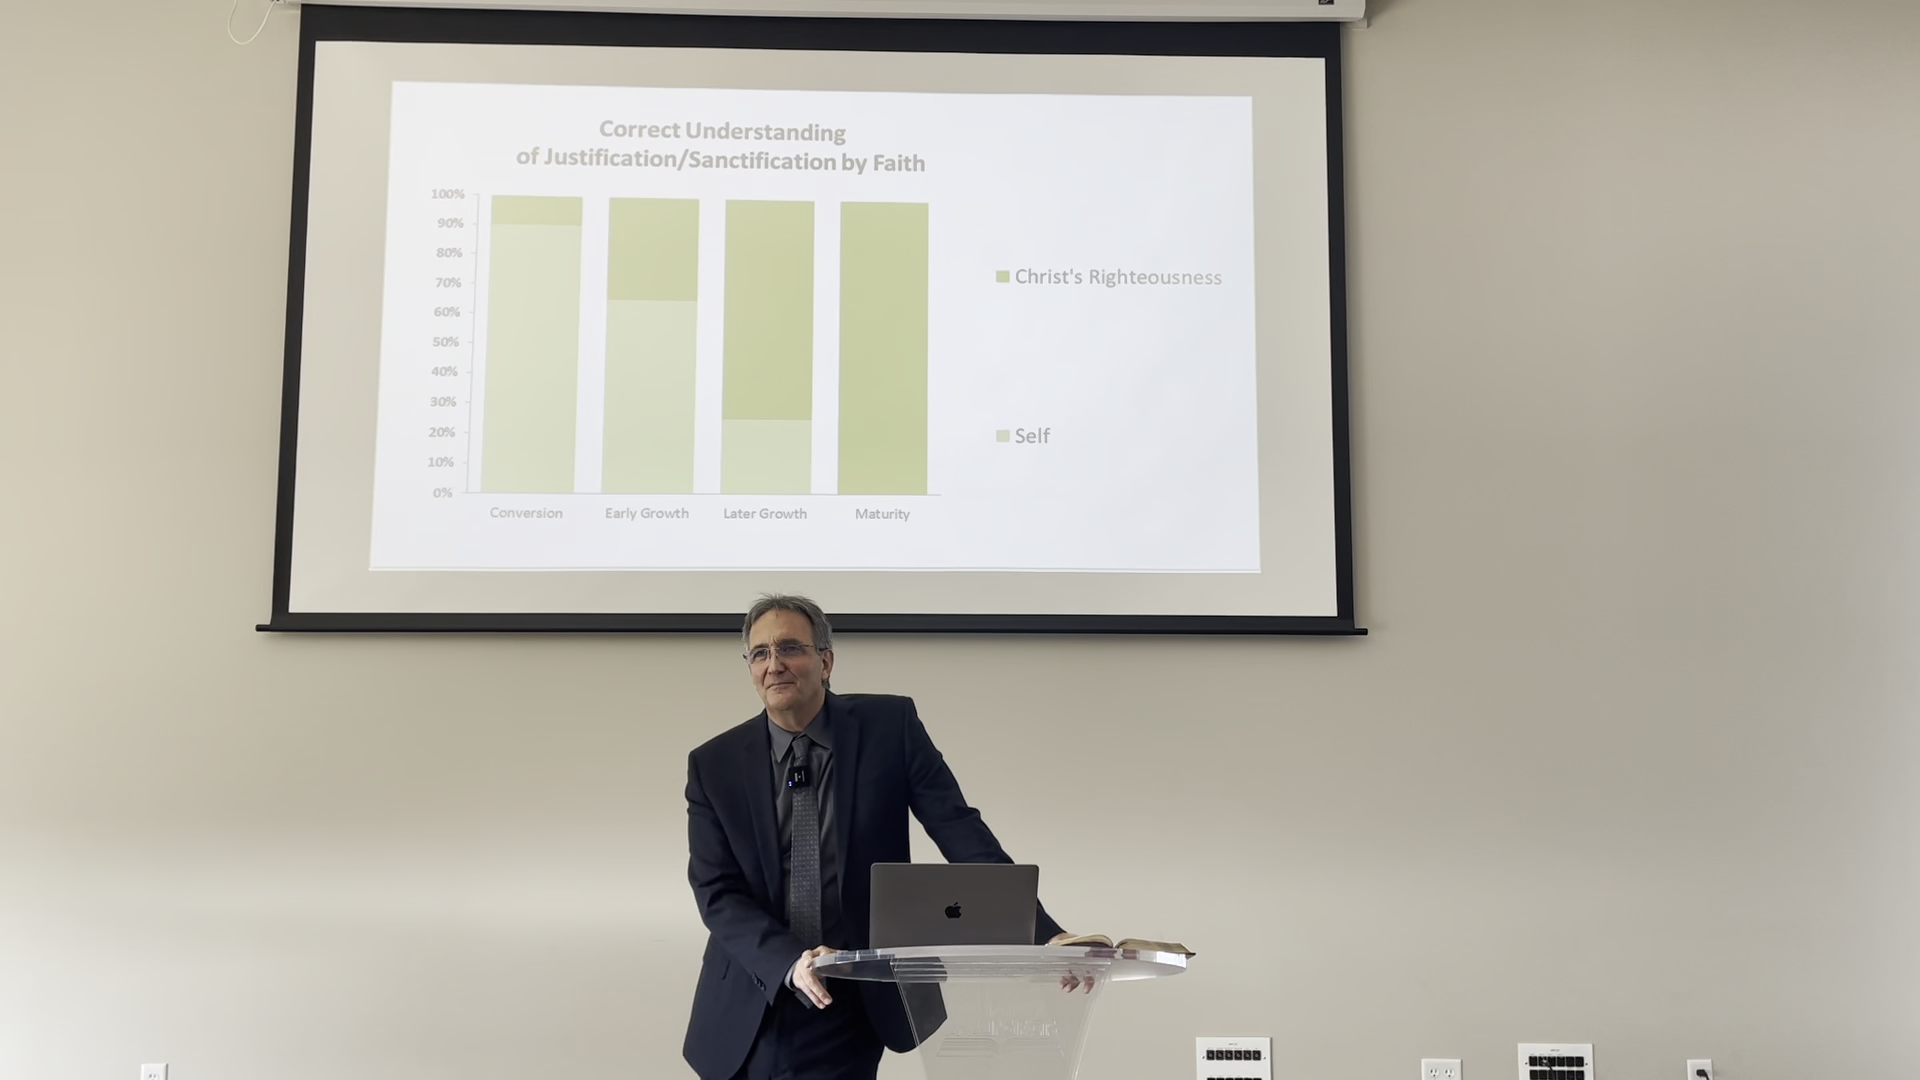 Correct Understanding
of Justification/Sanctification by Faith
100%
90%
80%
70%
60%
50%
40%
30%
20%
10%
0%
Conversion
Early Growth
Later Growth
Maturity
Christ's Righteousness
Self